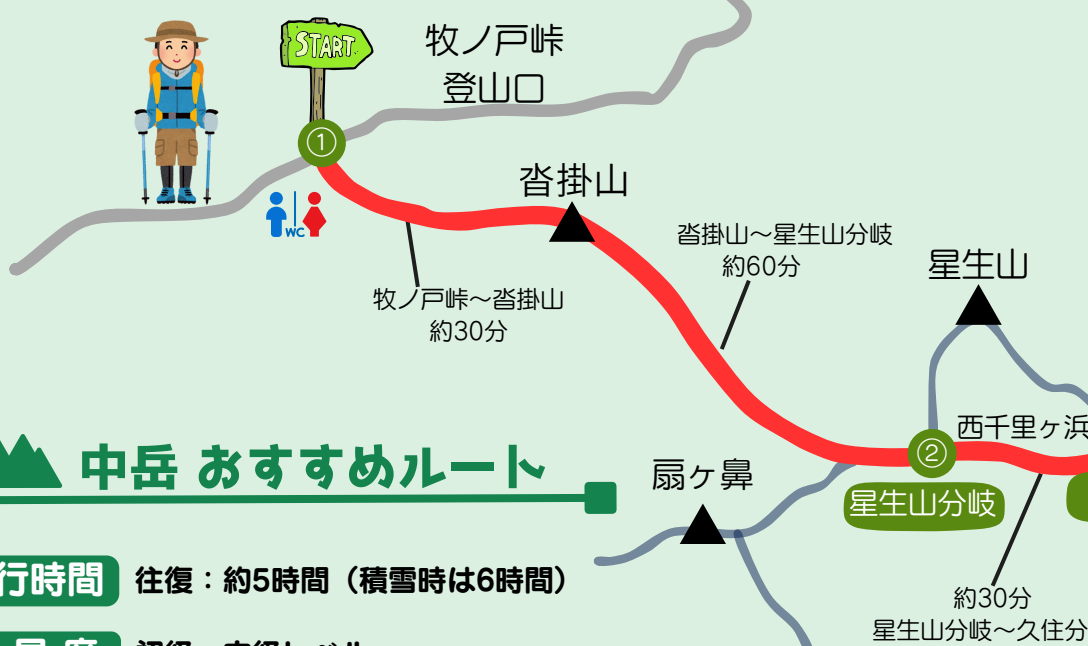 START
牧ノ戸峠
登山口
①
WC
沓掛山
沓掛山～星生山分岐
約60分
星生山
牧ノ戸峠～沓掛山
約30分
西千里ヶ浜
②
星生山分岐
扇ヶ鼻
中岳 おすすめルート
行時間 往復：約5時間（積雪時は6時間）
約30分
星生山分岐～久住分